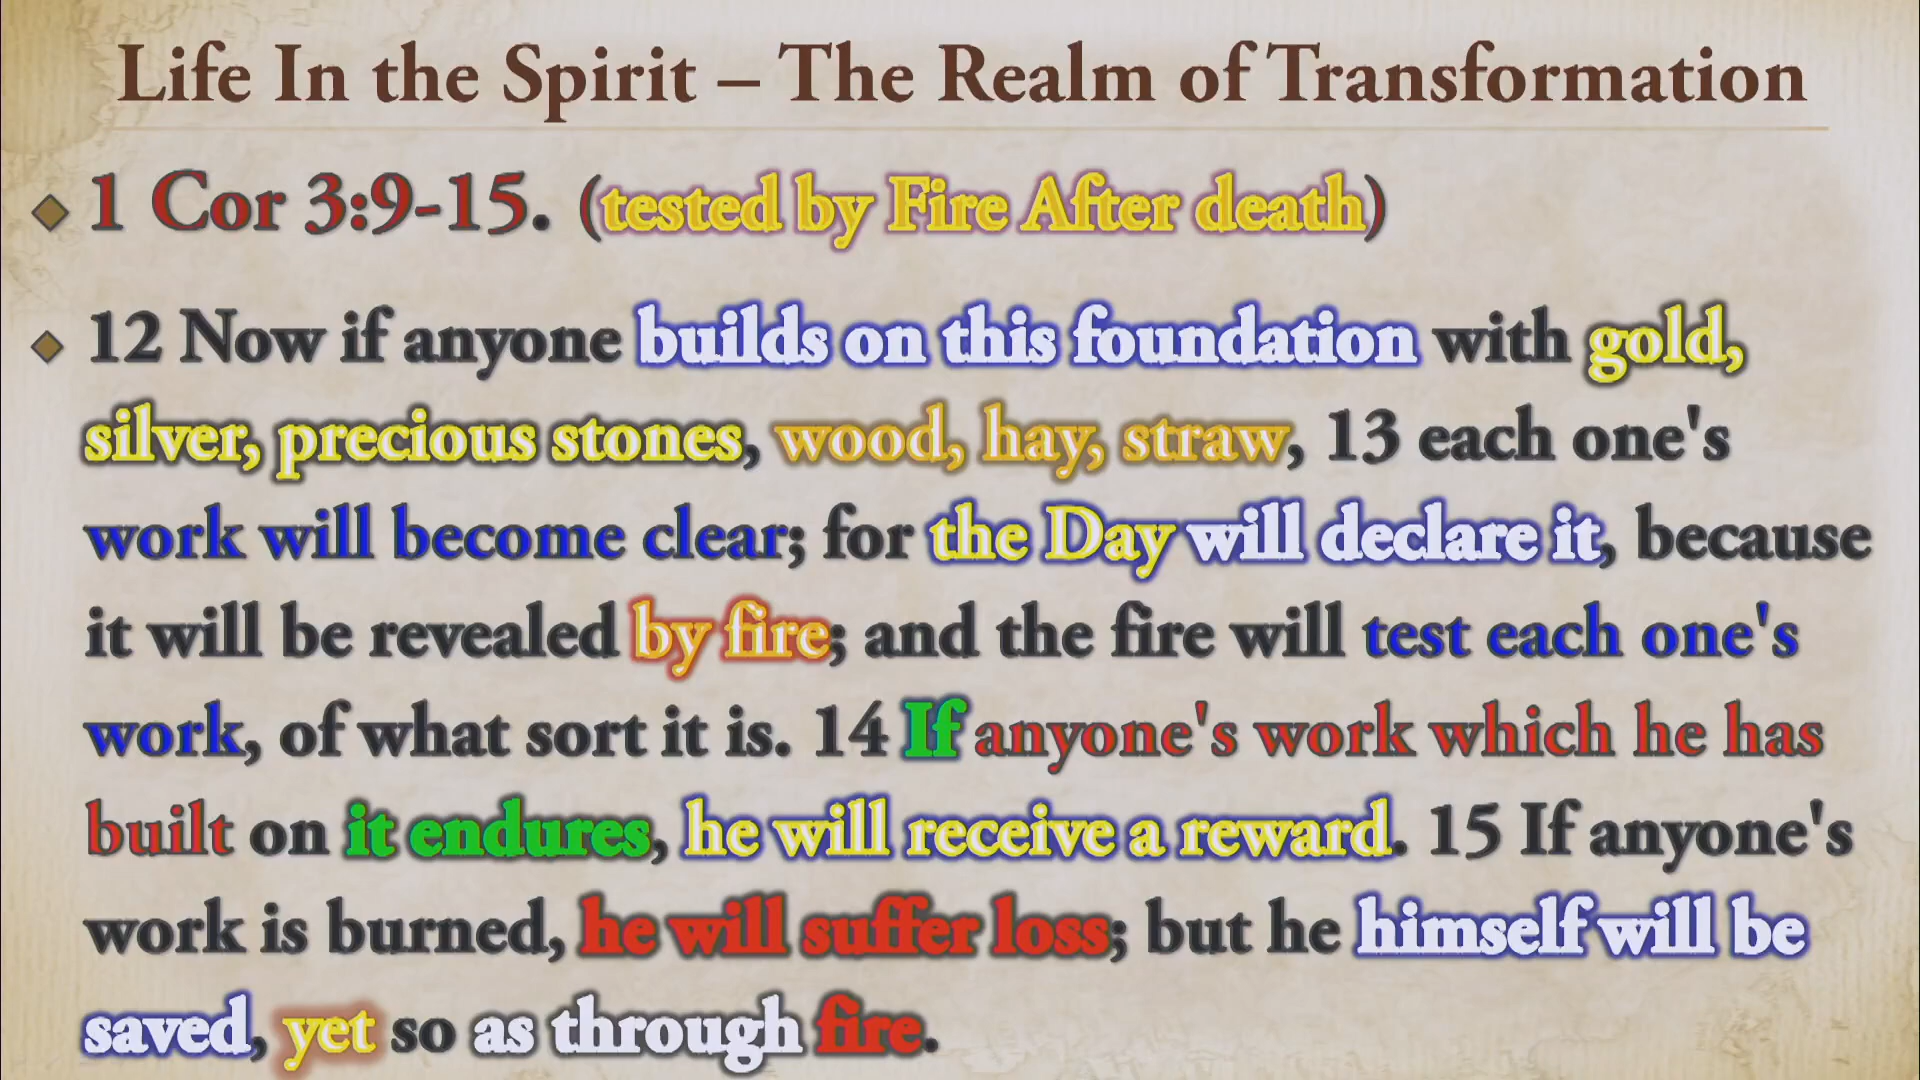 Life In the Spirit – The Realm of Transformation
1 Cor 3:9-15. (tested by Fire After death)
12 Now if anyone builds on this foundation with gold,
silver, precious stones, wood, hay, straw, 13 each one's
work will become clear; for the Day will declare it, because
it will be revealed by fire; and the fire will test each one's
work, of what sort it is. 14 If anyone's work which he has
built on it endures, he will receive a reward. 15 If anyone's
work is burned, he will suffer loss; but he himself will be
saved, yet so as through fire.